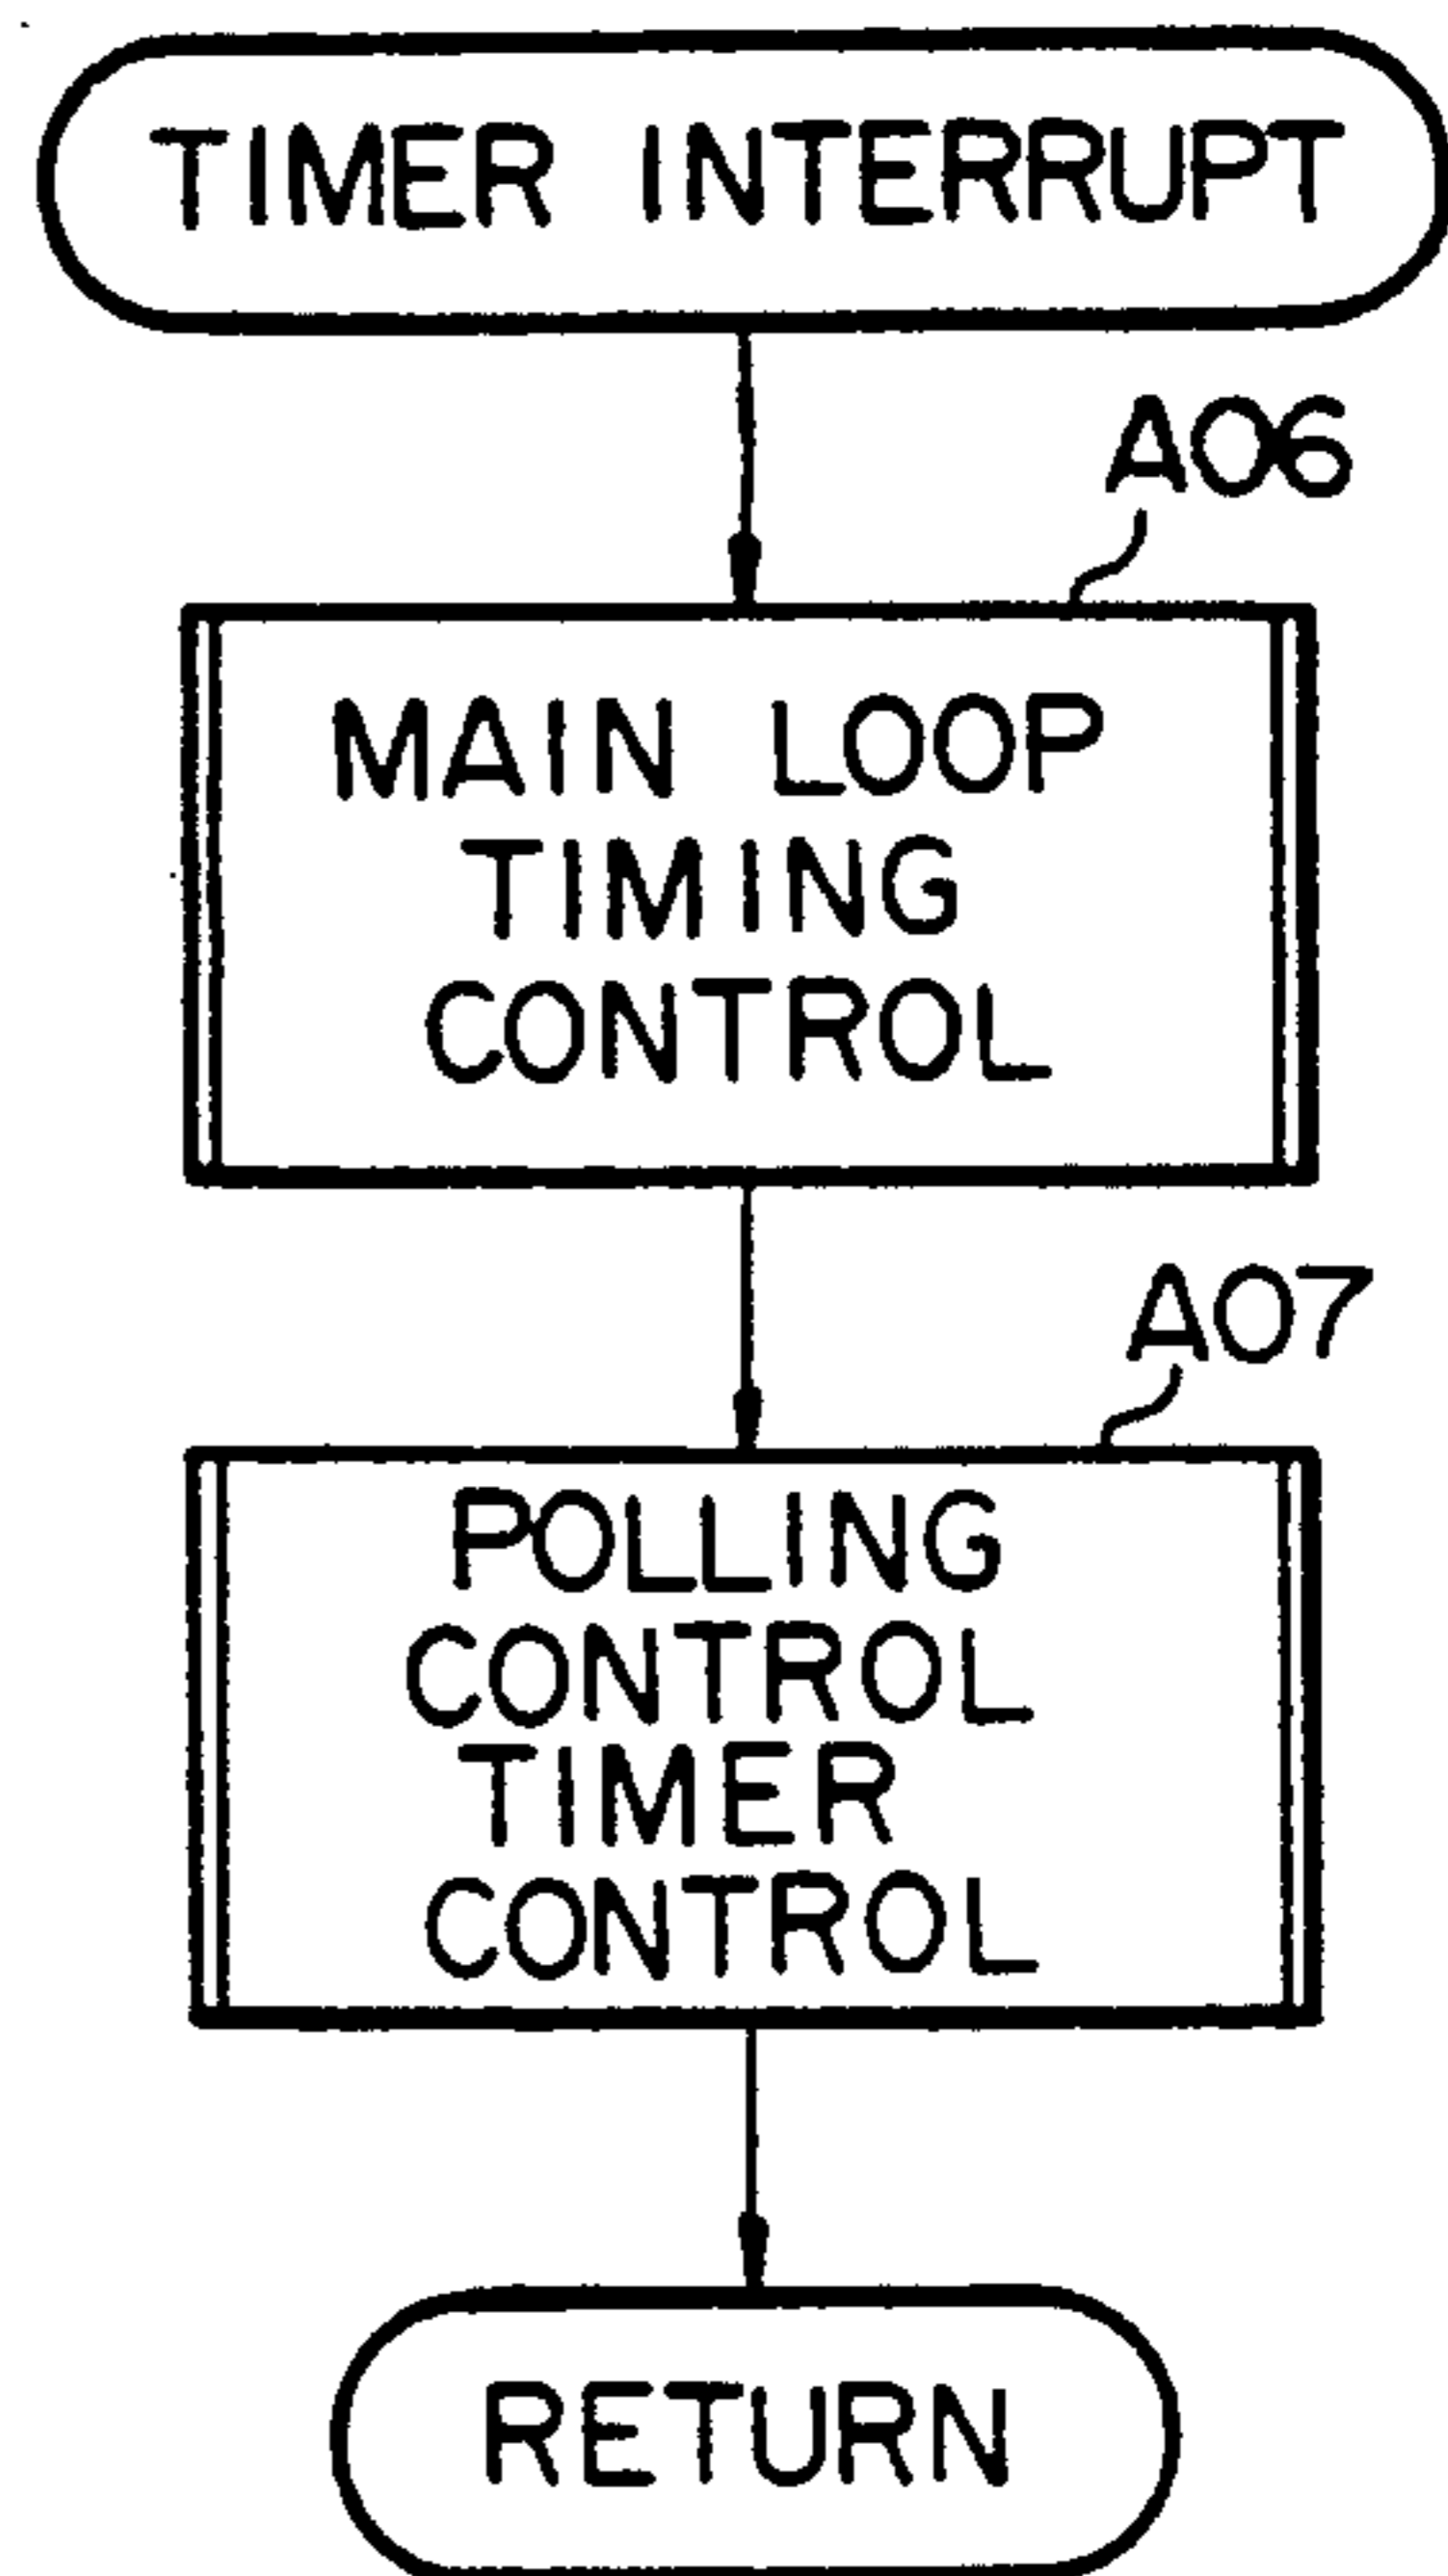 TIMER INTERRUPT
A06
MAIN LOOP
TIMING
CONTROL
A07
POLLING
CONTROL
TIMER
CONTROL
RETURN